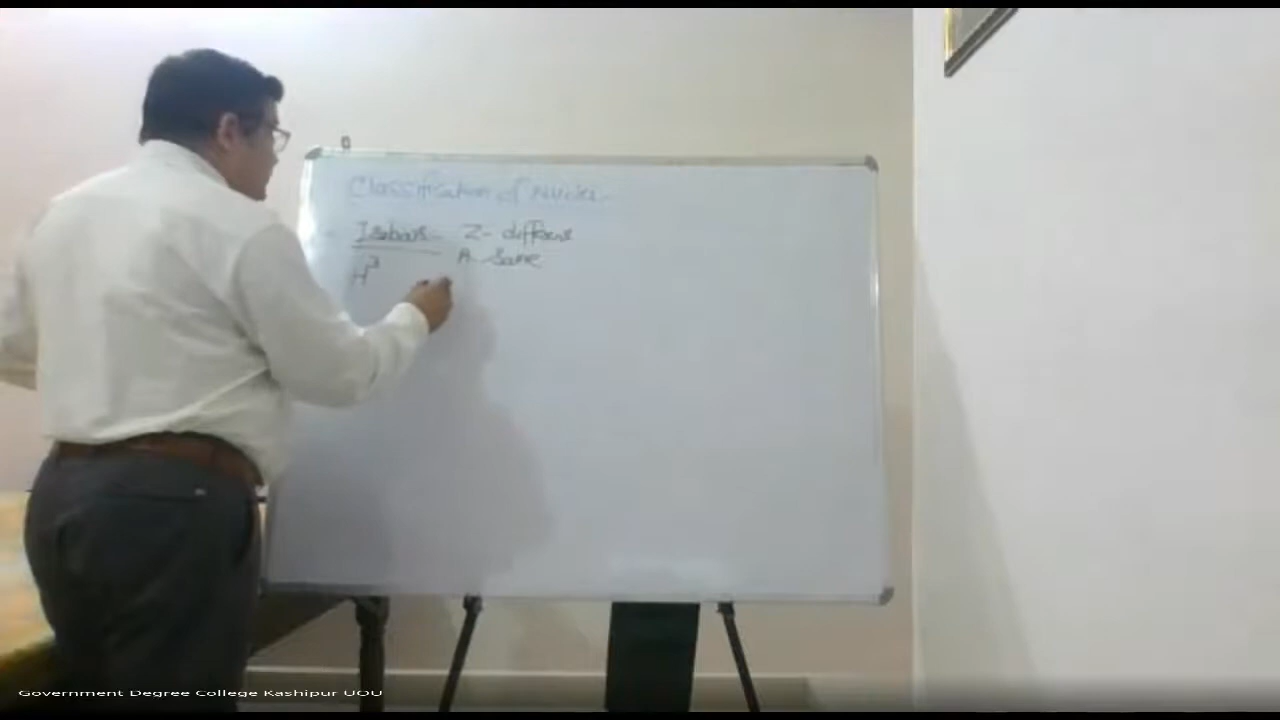 Classification of Nuclei
Isobars Z- different
A- Same
H³
Government Degree College Kashipur UOU